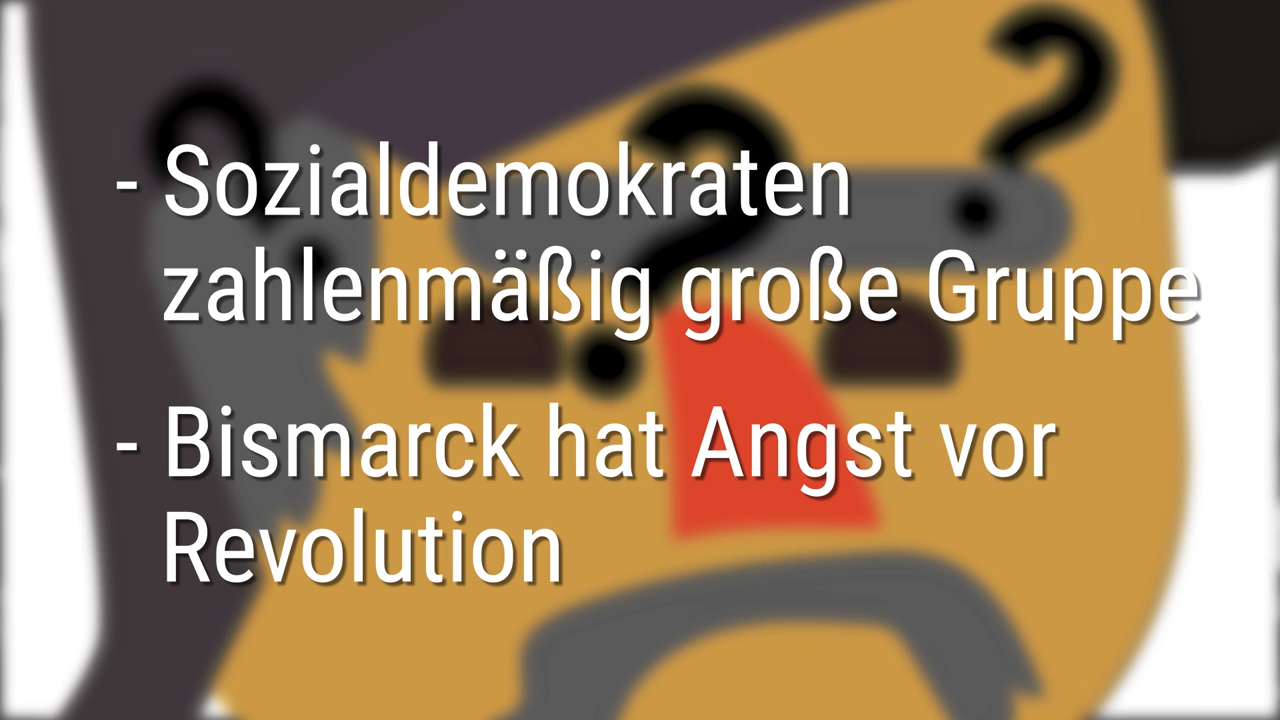 - Sozialdemokraten
zahlenmäßig große Gruppe
- Bismarck hat Angst vor
Revolution